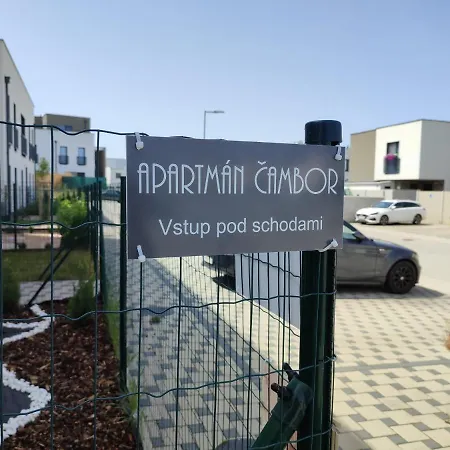 APARTMÁN ČAMBOR
Vstup pod schodami